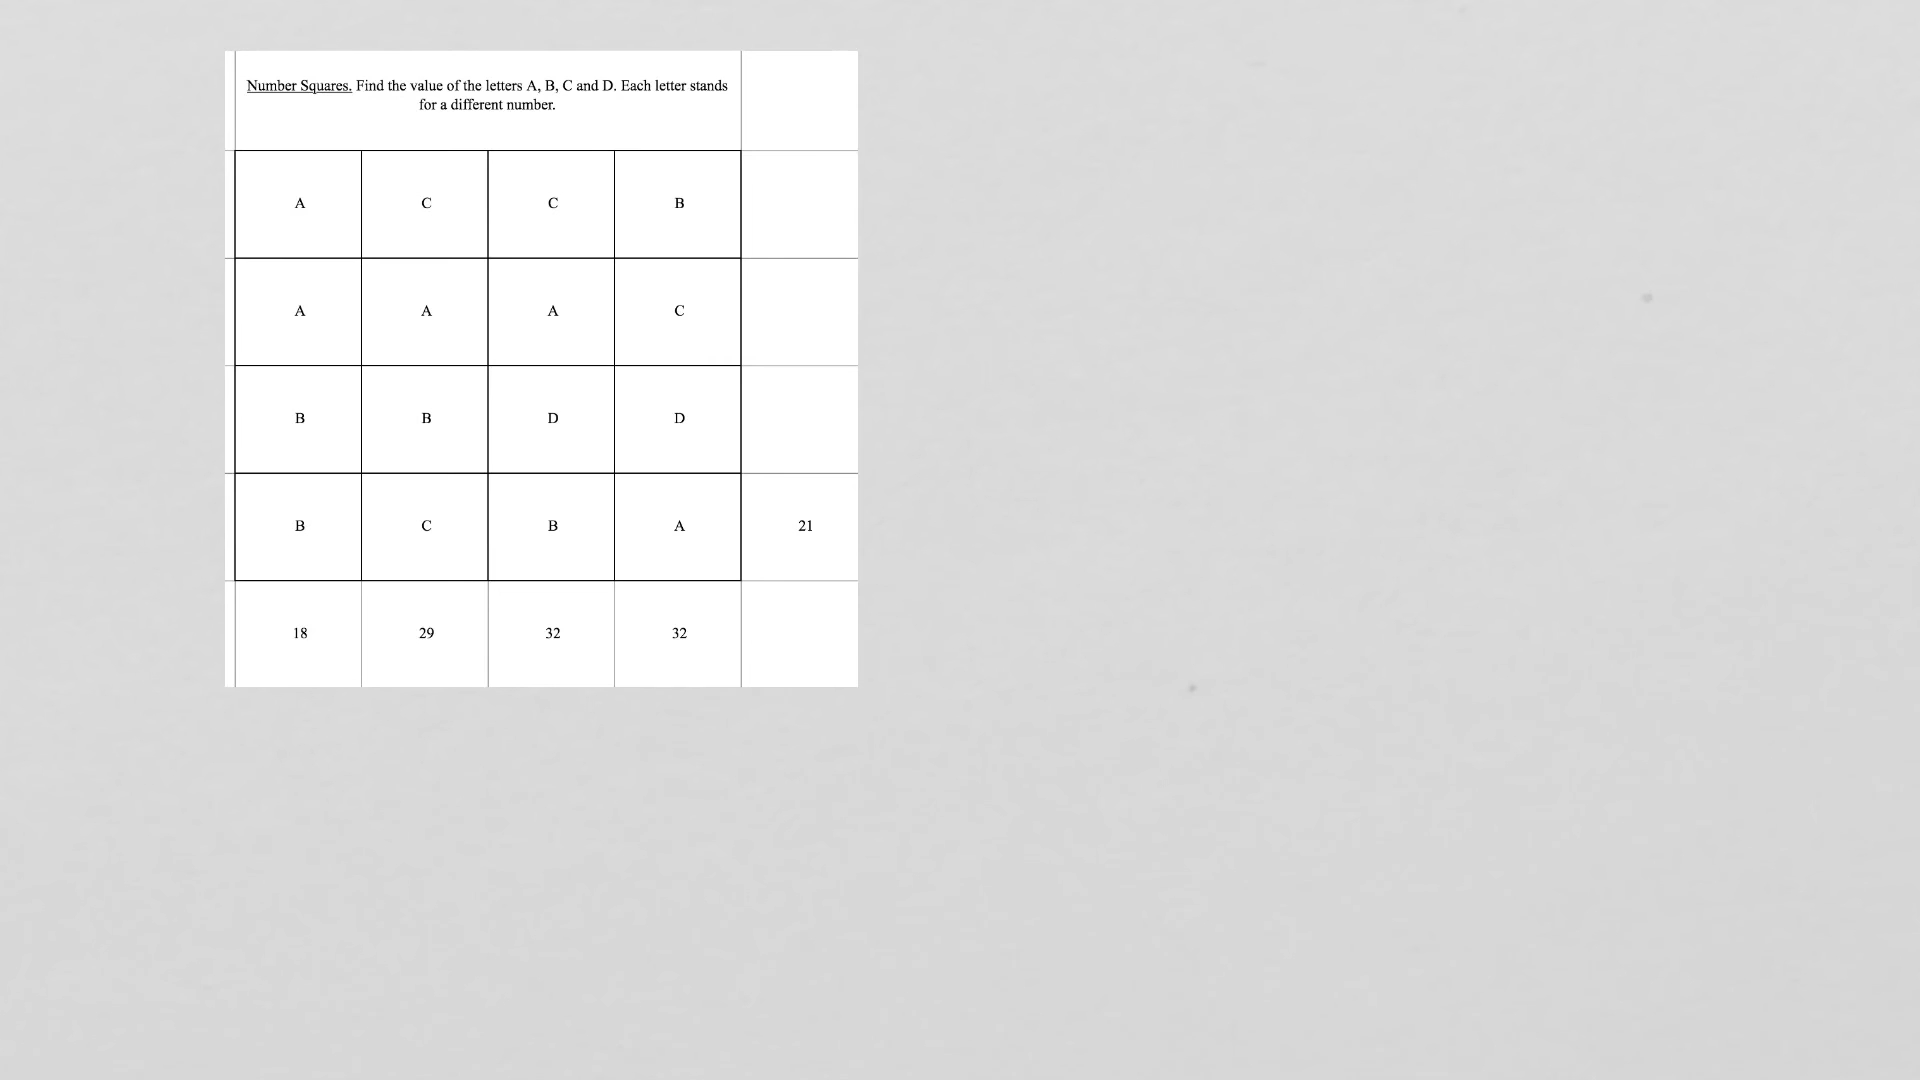 Number Squares. Find the value of the letters A, B, C and D. Each letter stands
for a different number.
A C C B
A A A C
B B D D
B C B A 21
18 29 32 32